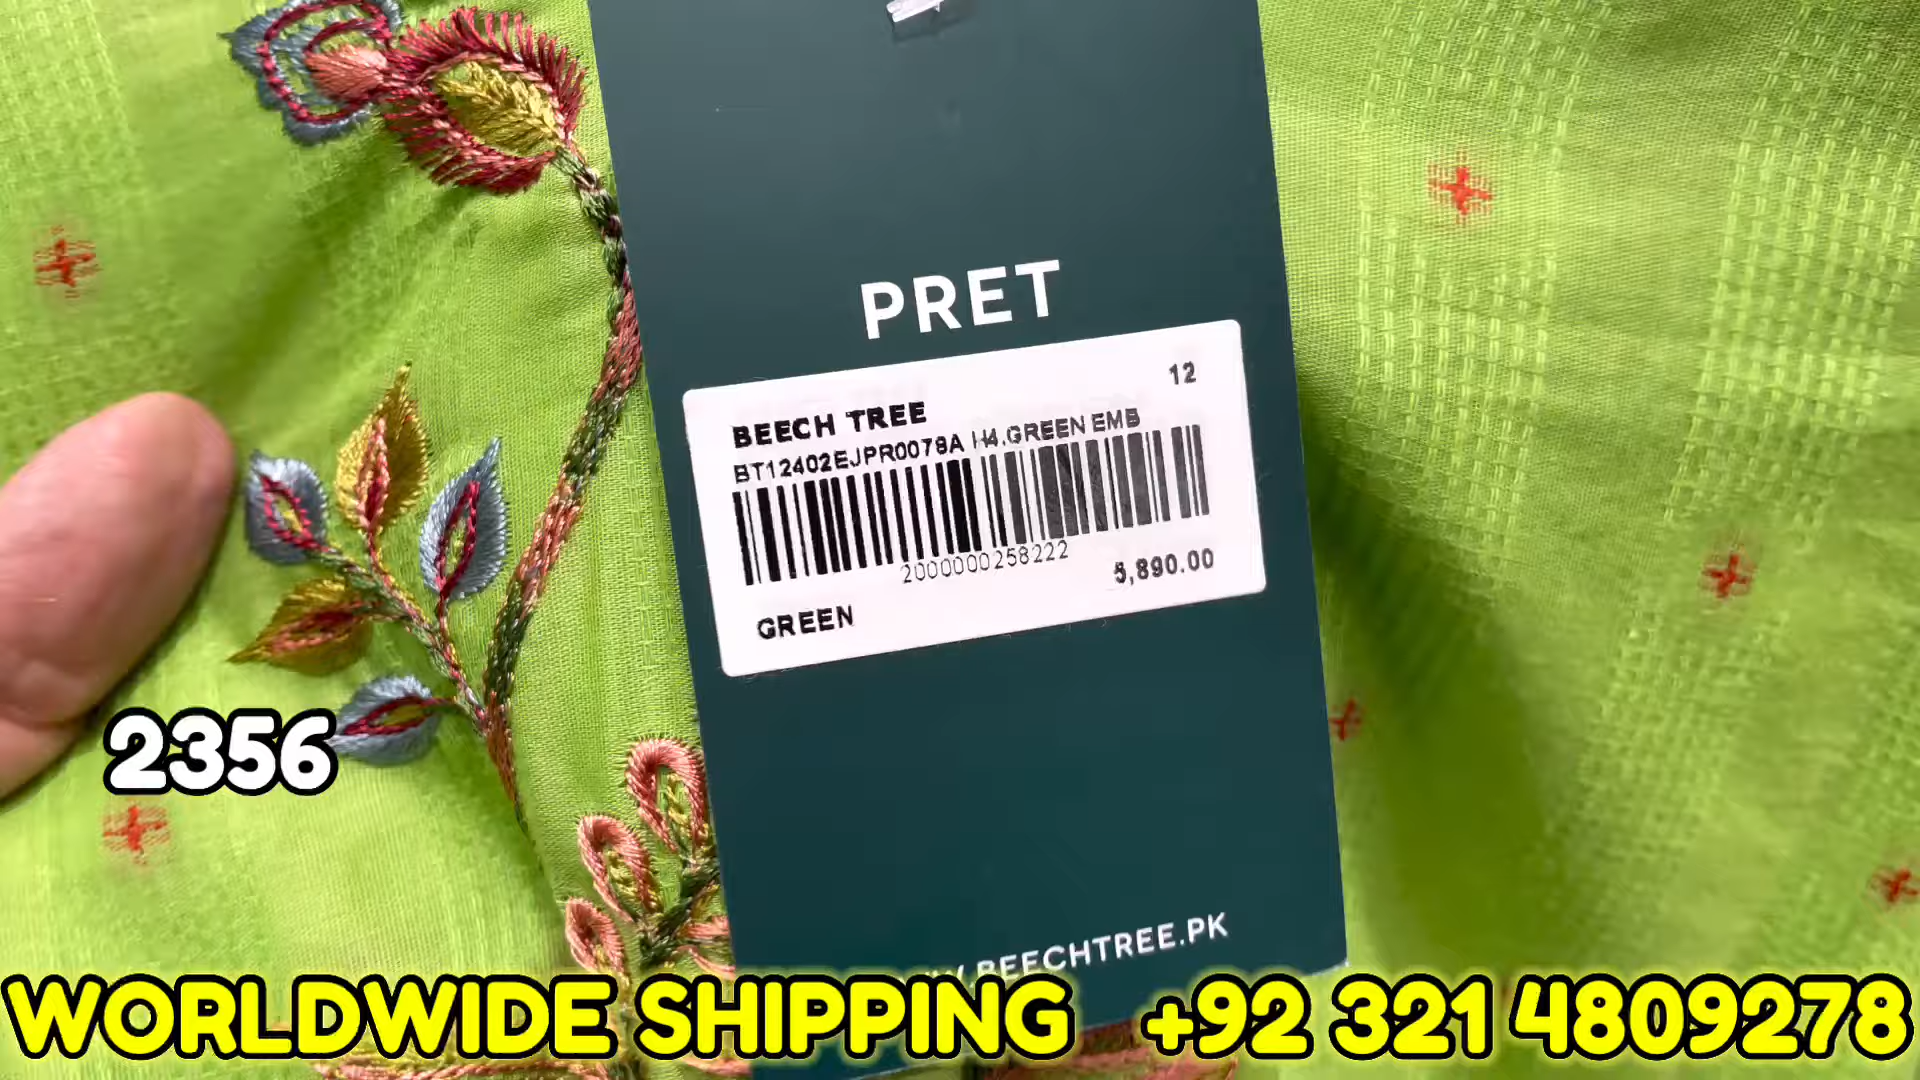 PRET
12
BEECH TREE
BT12402EJPR0078A H4.GREEN EMB
2000000258222
5,890.00
GREEN
2356
BEECHTREE.PK
WORLDWIDE SHIPPING +92 321 4809278